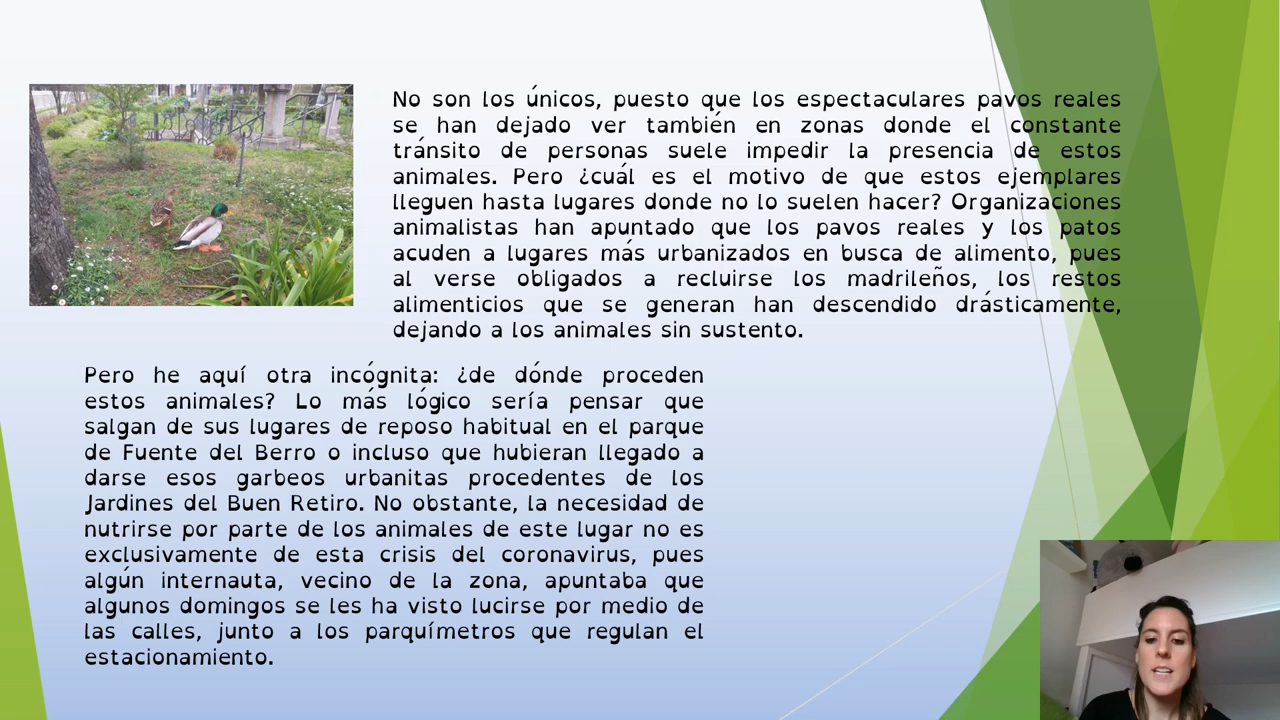 No son los únicos, puesto que los espectaculares pavos reales
se han dejado ver también en zonas donde el constante
tránsito de personas suele impedir la presencia de estos
animales. Pero ¿cuál es el motivo de que estos ejemplares
lleguen hasta lugares donde no lo suelen hacer? Organizaciones
animalistas han apuntado que los pavos reales y los patos
acuden a lugares más urbanizados en busca de alimento, pues
al verse obligados a recluirse los madrileños, los restos
alimenticios que se generan han descendido drásticamente,
dejando a los animales sin sustento.
Pero he aquí otra incógnita: ¿de dónde proceden
estos animales? Lo más lógico sería pensar que
salgan de sus lugares de reposo habitual en el parque
de Fuente del Berro o incluso que hubieran llegado a
darse esos garbeos urbanitas procedentes de los
Jardines del Buen Retiro. No obstante, la necesidad de
nutrirse por parte de los animales de este lugar no es
exclusivamente de esta crisis del coronavirus, pues
algún internauta, vecino de la zona, apuntaba que
algunos domingos se les ha visto lucirse por medio de
las calles, junto a los parquímetros que regulan el
estacionamiento.